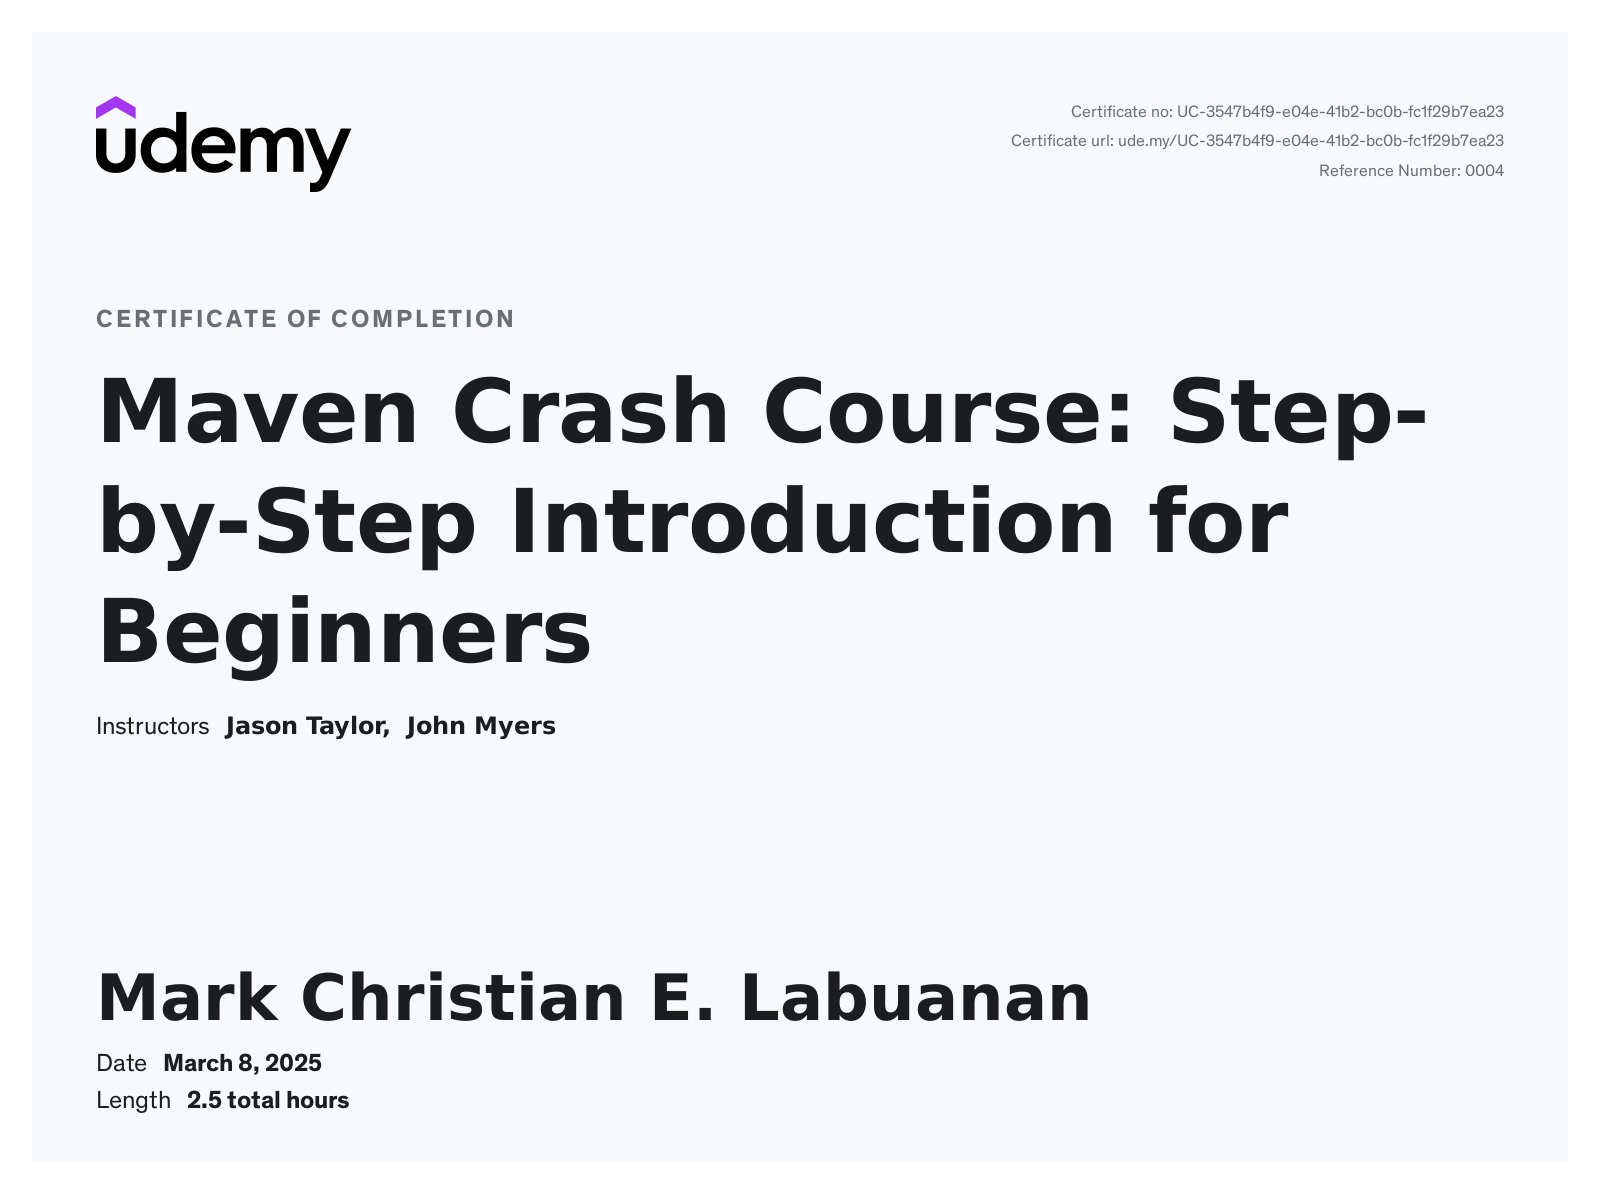 udemy
Certificate no: UC-3547b4f9-e04e-41b2-bc0b-fc1f29b7ea23
Certificate url: ude.my/UC-3547b4f9-e04e-41b2-bc0b-fc1f29b7ea23
Reference Number: 0004
CERTIFICATE OF COMPLETION
Maven Crash Course: Step-
by-Step Introduction for
Beginners
Instructors Jason Taylor, John Myers
Mark Christian E. Labuanan
Date March 8, 2025
Length 2.5 total hours